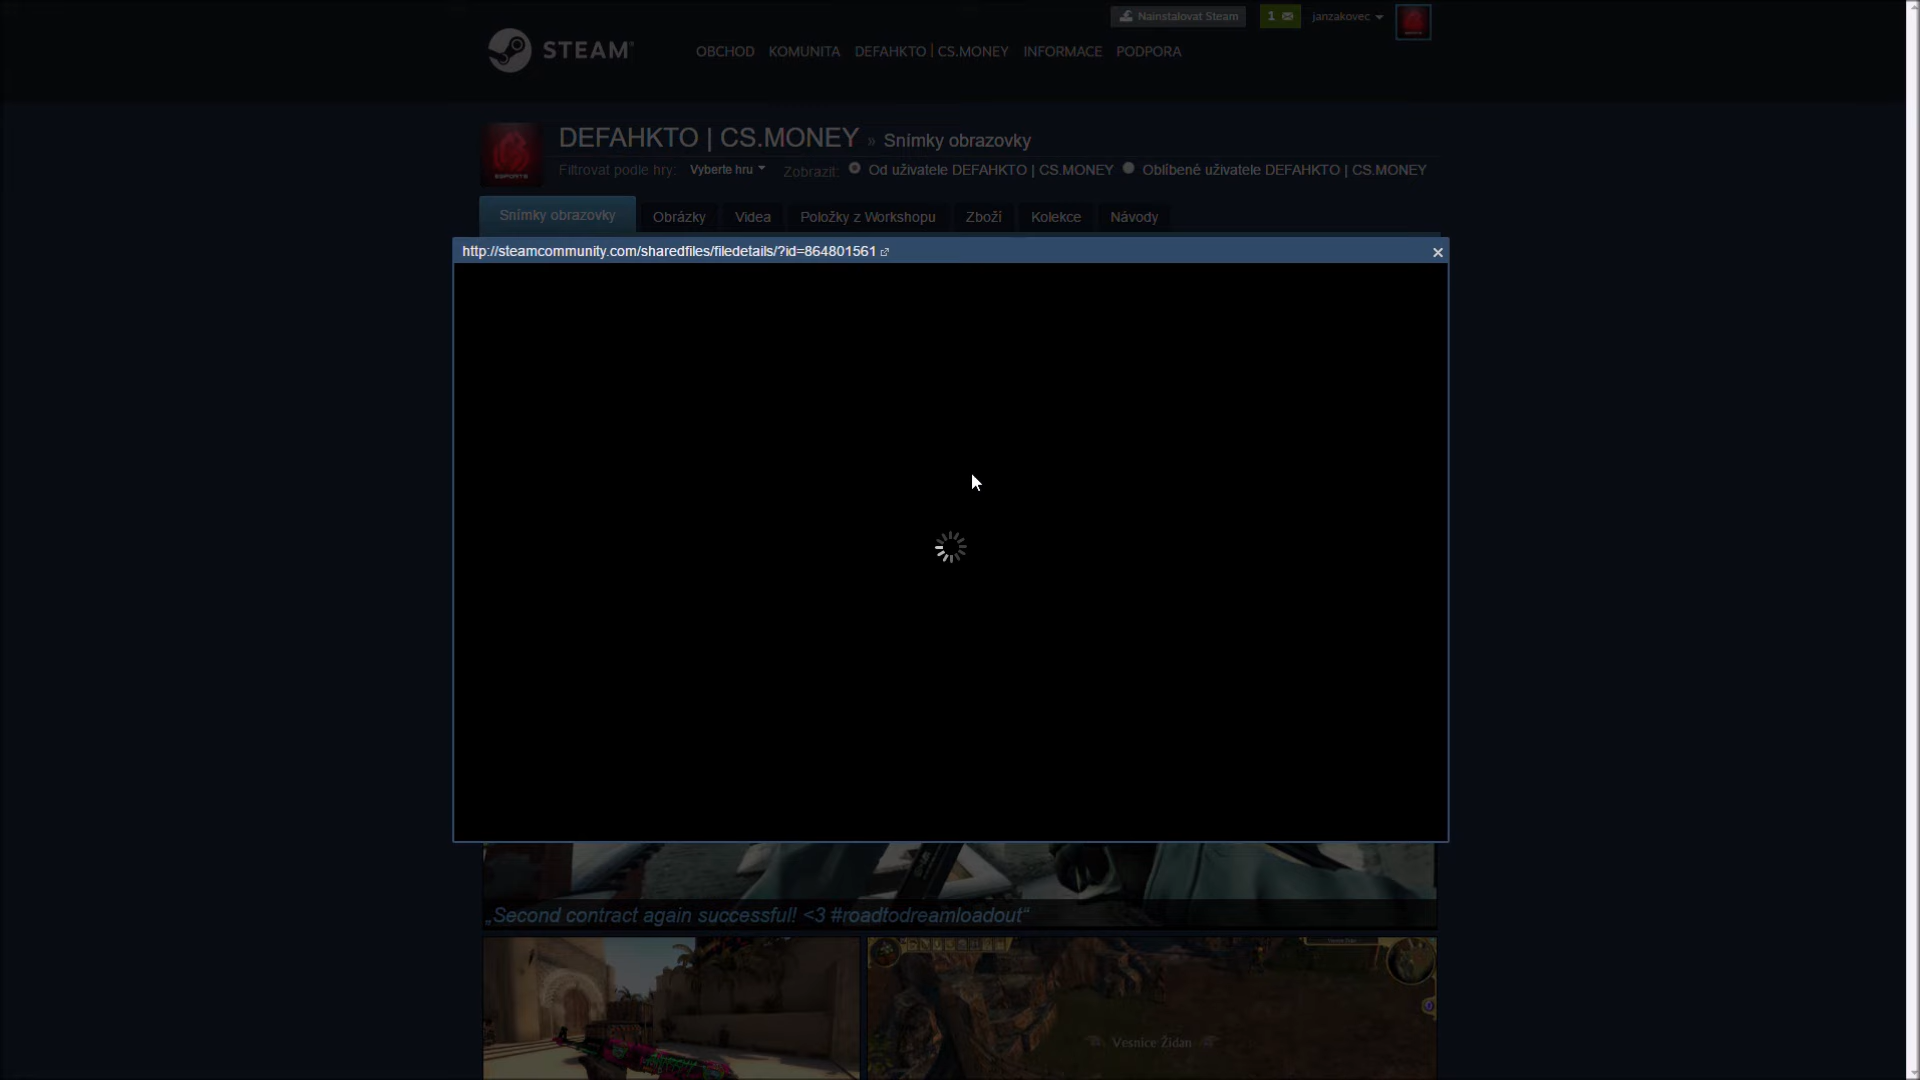 Nainstalovat Steam
1
janzakovec
STEAM
OBCHOD KOMUNITA DEFAHKTO | CS.MONEY INFORMACE PODPORA
DEFAHKTO | CS.MONEY » Snímky obrazovky
Filtrovat podle hry: Vyberte hru Zobrazit: Od uživatele DEFAHKTO | CS.MONEY Oblíbené uživatele DEFAHKTO | CS.MONEY
ESPORTS
Snímky obrazovky Obrázky Videa Položky z Workshopu Zboží Kolekce Návody
http://steamcommunity.com/sharedfiles/filedetails/?id=864801561
„Second contract again successful! <3 #roadtodreamloadout“
Vesnice Židan